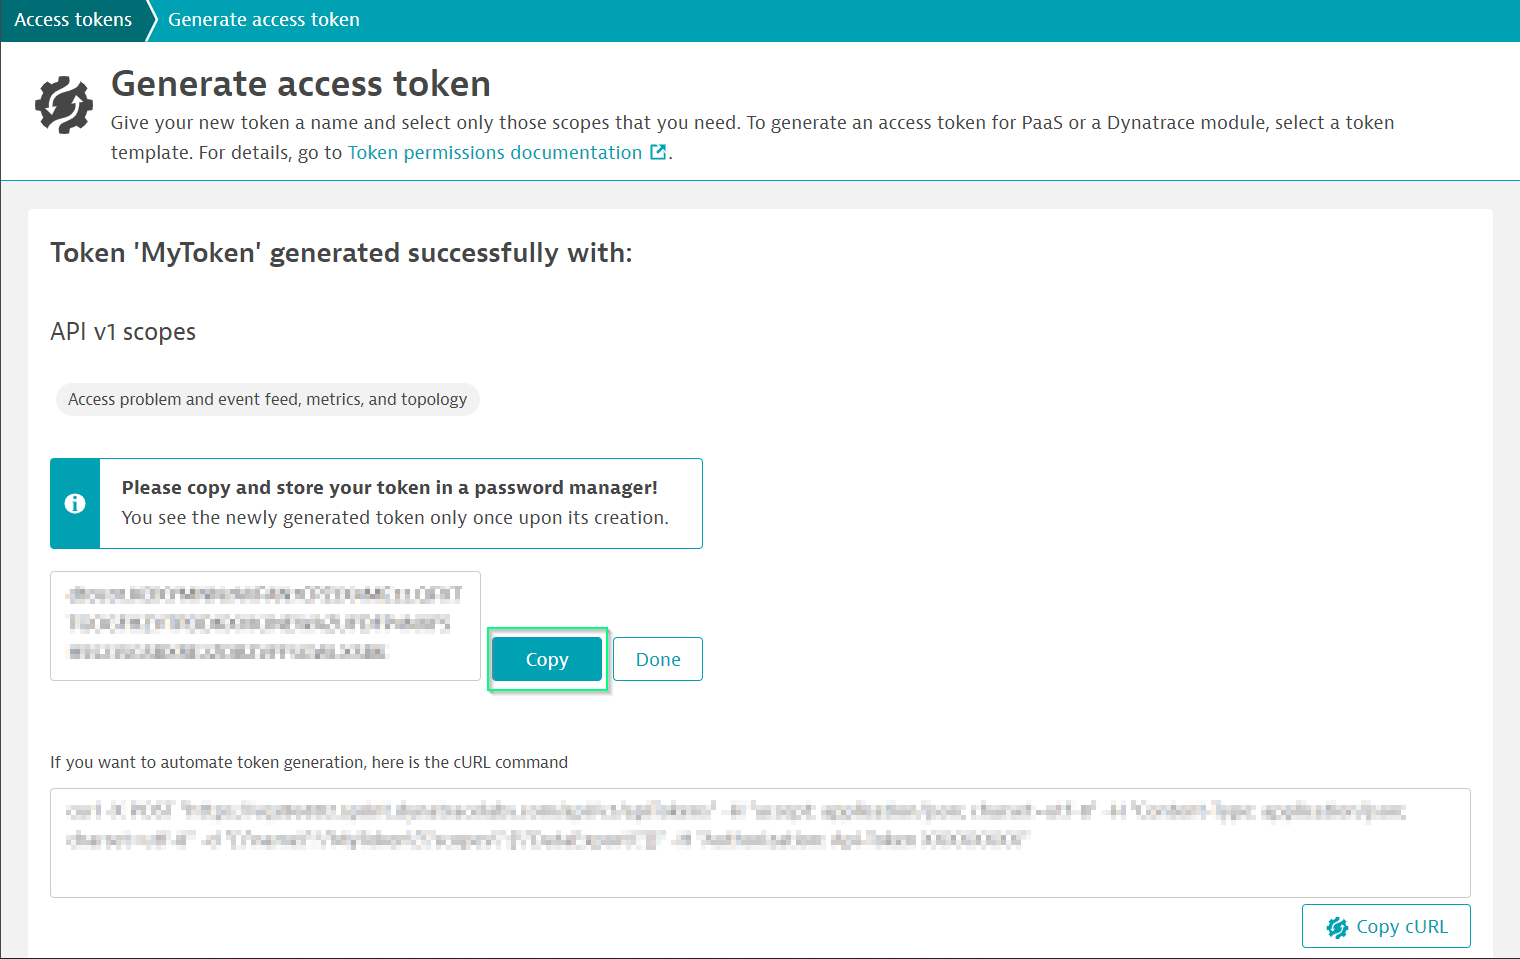 Access tokens
Generate access token
Generate access token
Give your new token a name and select only those scopes that you need. To generate an access token for PaaS or a Dynatrace module, select a token
template. For details, go to Token permissions documentation.
Token 'MyToken' generated successfully with:
API v1 scopes
Access problem and event feed, metrics, and topology
Please copy and store your token in a password manager!
You see the newly generated token only once upon its creation.
Copy
Done
If you want to automate token generation, here is the cURL command
Copy cURL